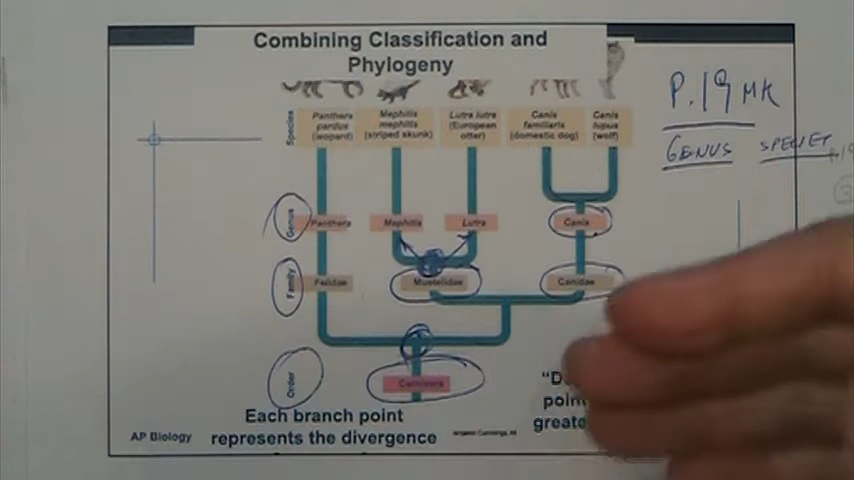 Combining Classification and
Phylogeny
P.19 MK
GENUS
Species
Panthera
pardus
(leopard)
Mephitis
mephitis
(striped skunk)
Lutra lutra
(European
otter)
Canis
familiaris
(domestic dog)
Canis
lupus
(wolf)
Genus
Panthera
Mephitis
Lutra
Canis
Family
Felidae
Mustelidae
Canidae
Order
Carnivora
Each branch point
represents the divergence
AP Biology
point